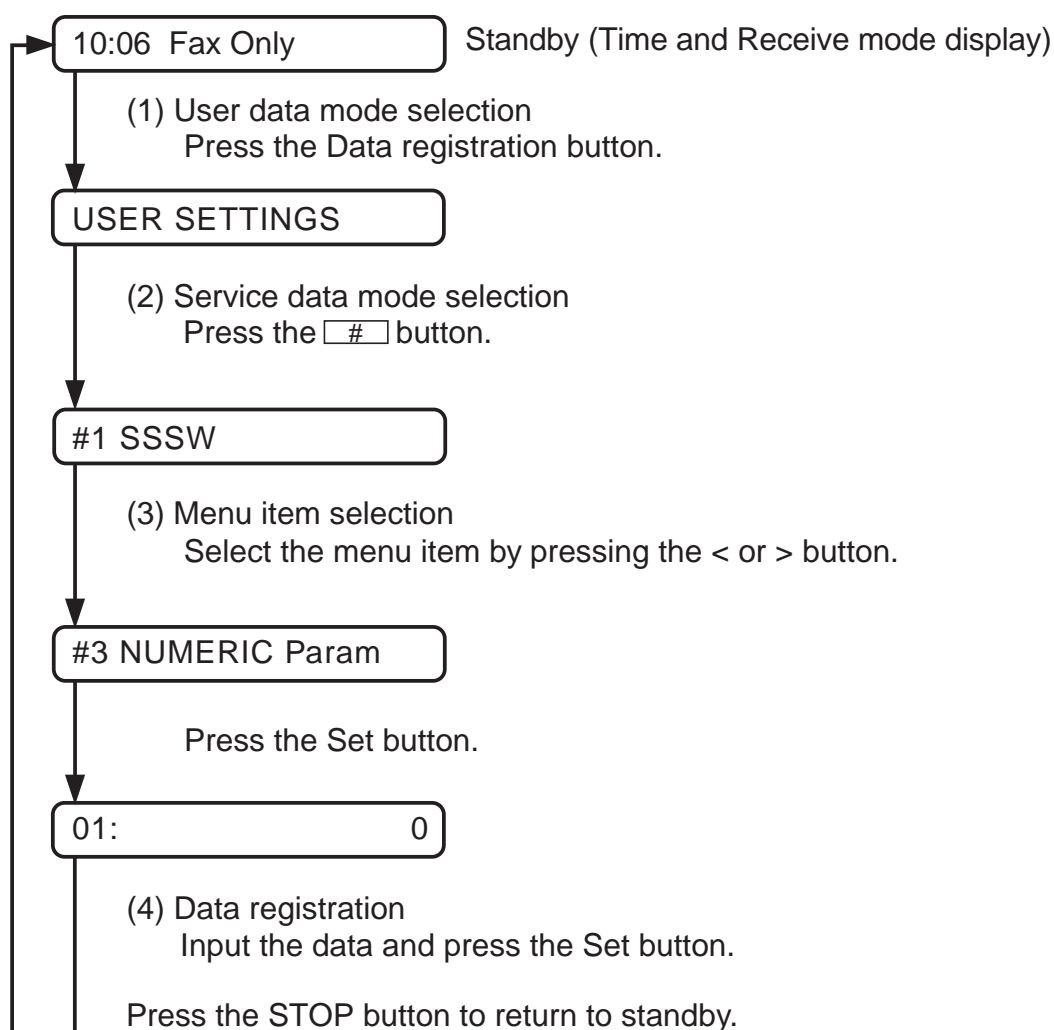 10:06 Fax Only Standby (Time and Receive mode display)
(1) User data mode selection
Press the Data registration button.
USER SETTINGS
(2) Service data mode selection
Press the # button.
#1 SSSW
(3) Menu item selection
Select the menu item by pressing the < or > button.
#3 NUMERIC Param
Press the Set button.
01: 0
(4) Data registration
Input the data and press the Set button.
Press the STOP button to return to standby.